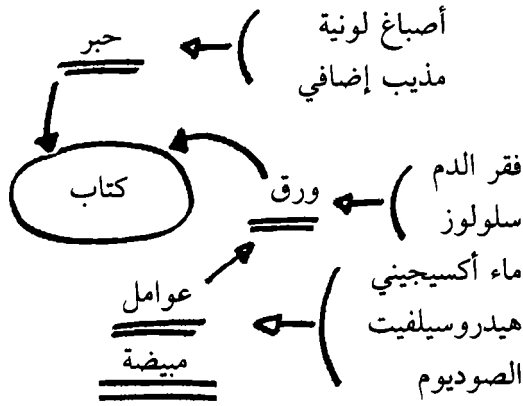 أصباغ لونية
مذيب إضافي
حبر
كتاب
فقر الدم
سلولوز
ورق
ماء أكسيجيني
هيدروسيلفيت
الصوديوم
عوامل
مبيضة